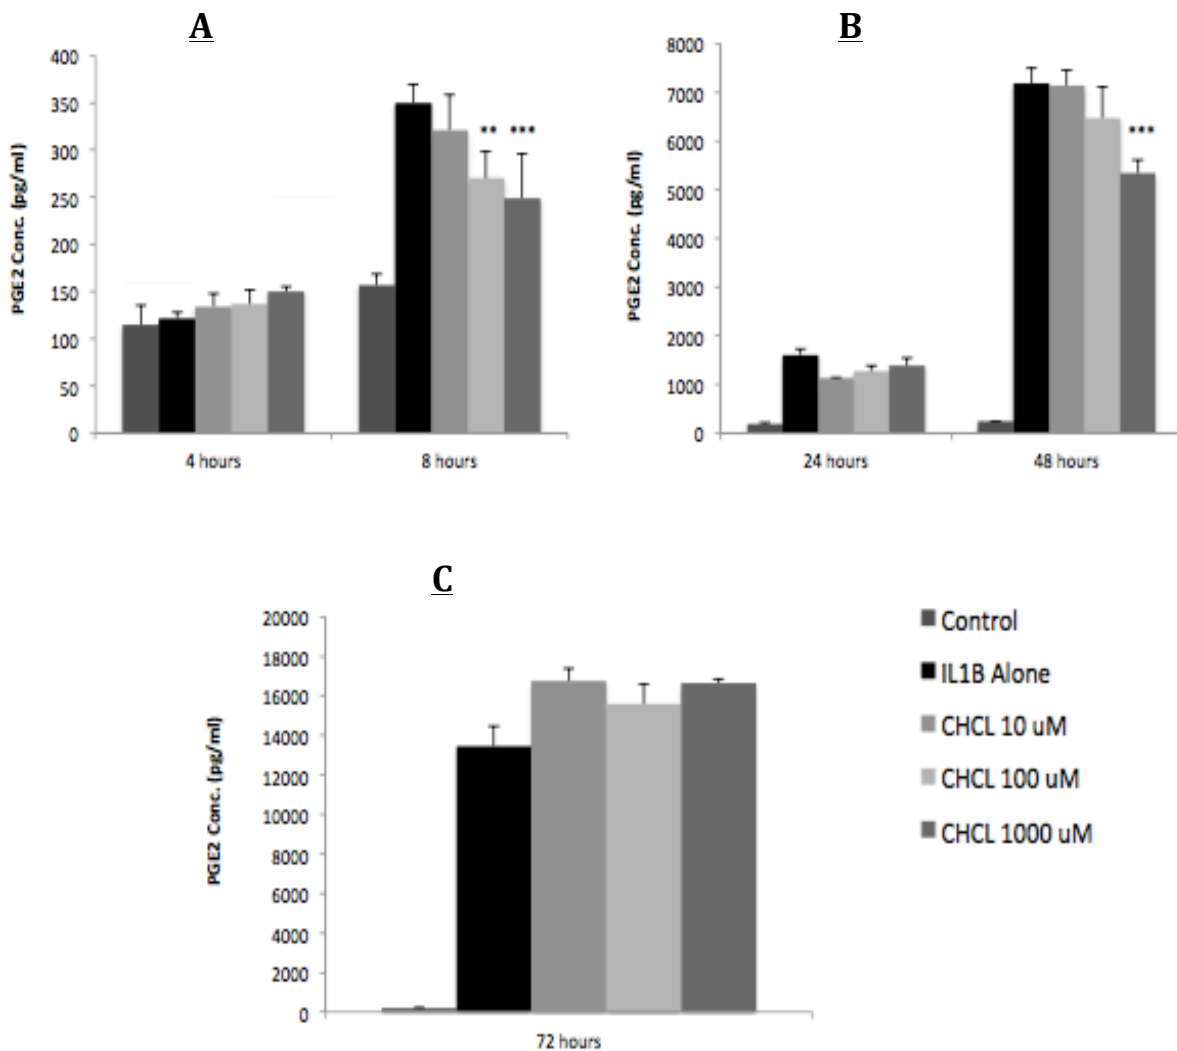 A
PGE2 Conc. (pg/ml)
400
350
300
250
200
150
100
50
0
** ***
4 hours
8 hours
B
PGE2 Conc. (pg/ml)
8000
7000
6000
5000
4000
3000
2000
1000
0
***
24 hours
48 hours
C
PGE2 Conc. (pg/ml)
20000
18000
16000
14000
12000
10000
8000
6000
4000
2000
0
72 hours
Control
IL1B Alone
CHCL 10 uM
CHCL 100 uM
CHCL 1000 uM